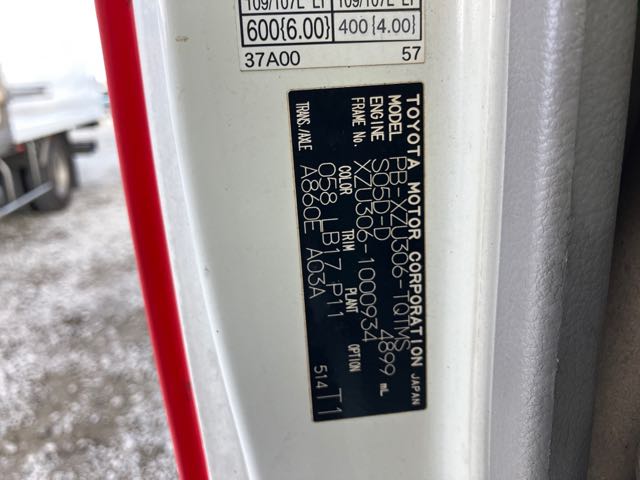 109/107L LT
109/107L LT
600{6.00}
400{4.00}
37A00
57
TOYOTA MOTOR CORPORATION JAPAN
MODEL PB-XZU306-TQTMS
ENGINE S05D-D 4899 mL
FRAME No. XZU306-1000934
COLOR TRIM PLANT OPTION
058 LB17 P11
TRANS./AXLE A860E A03A
514 T1